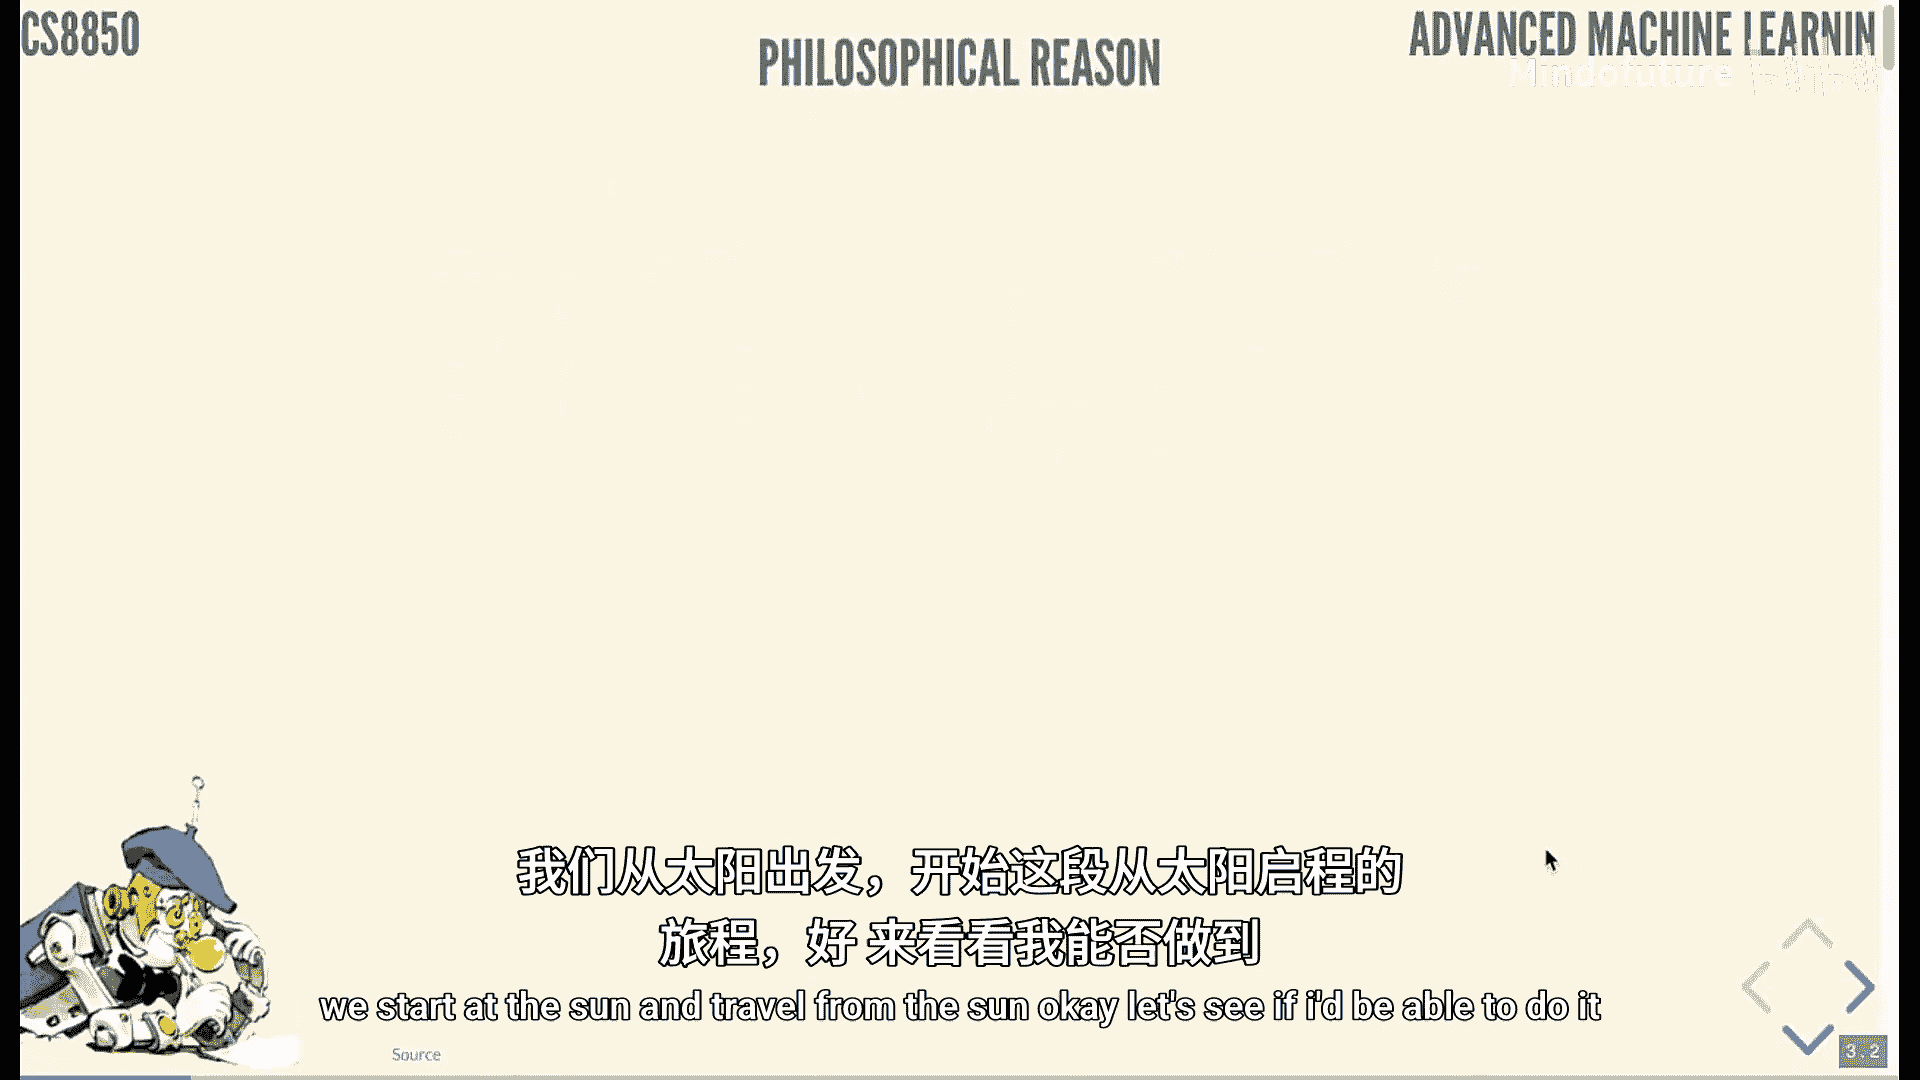 CS8850
PHILOSOPHICAL REASON
ADVANCED MACHINE LEARNIN
Mindofuture
我们从太阳出发，开始这段从太阳启程的
旅程，好 来看看我能否做到
we start at the sun and travel from the sun okay let's see if i'd be able to do it
Source
3.2